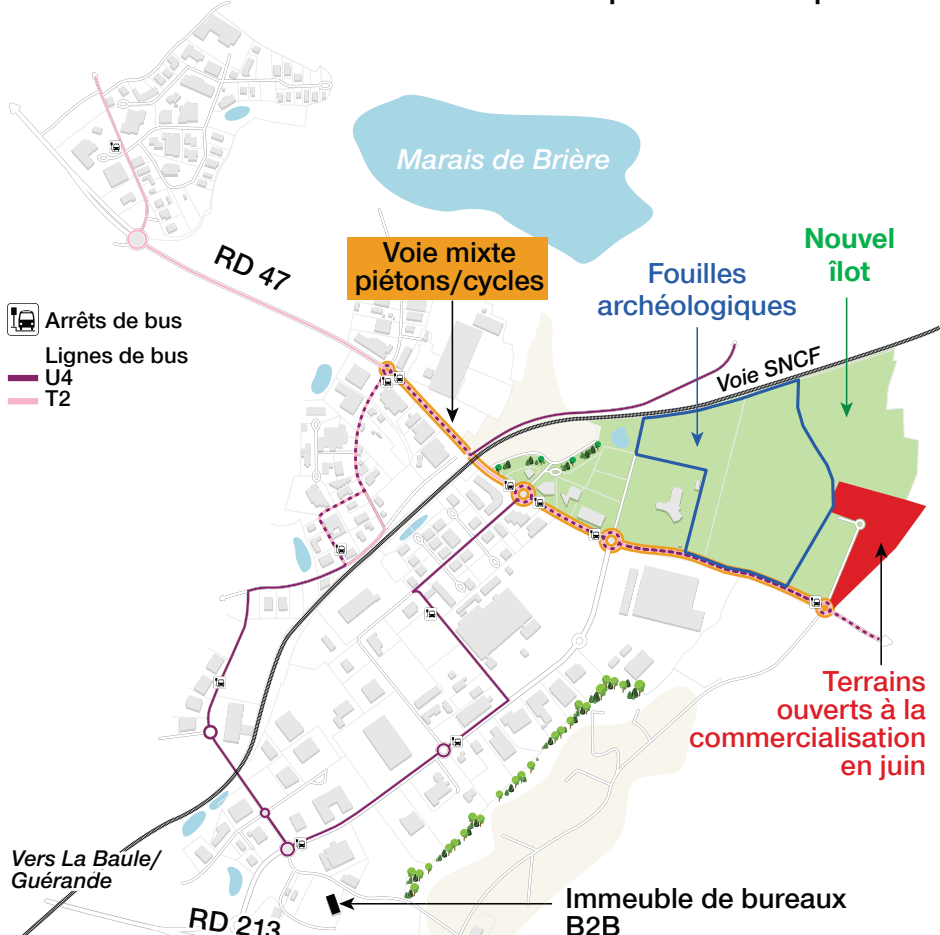 Marais de Brière
RD 47
Voie mixte
piétons/cycles
Fouilles
archéologiques
Nouvel
îlot
Arrêts de bus
Lignes de bus
U4
T2
Voie SNCF
Terrains
ouverts à la
commercialisation
en juin
Vers La Baule/
Guérande
RD 213
Immeuble de bureaux
B2B